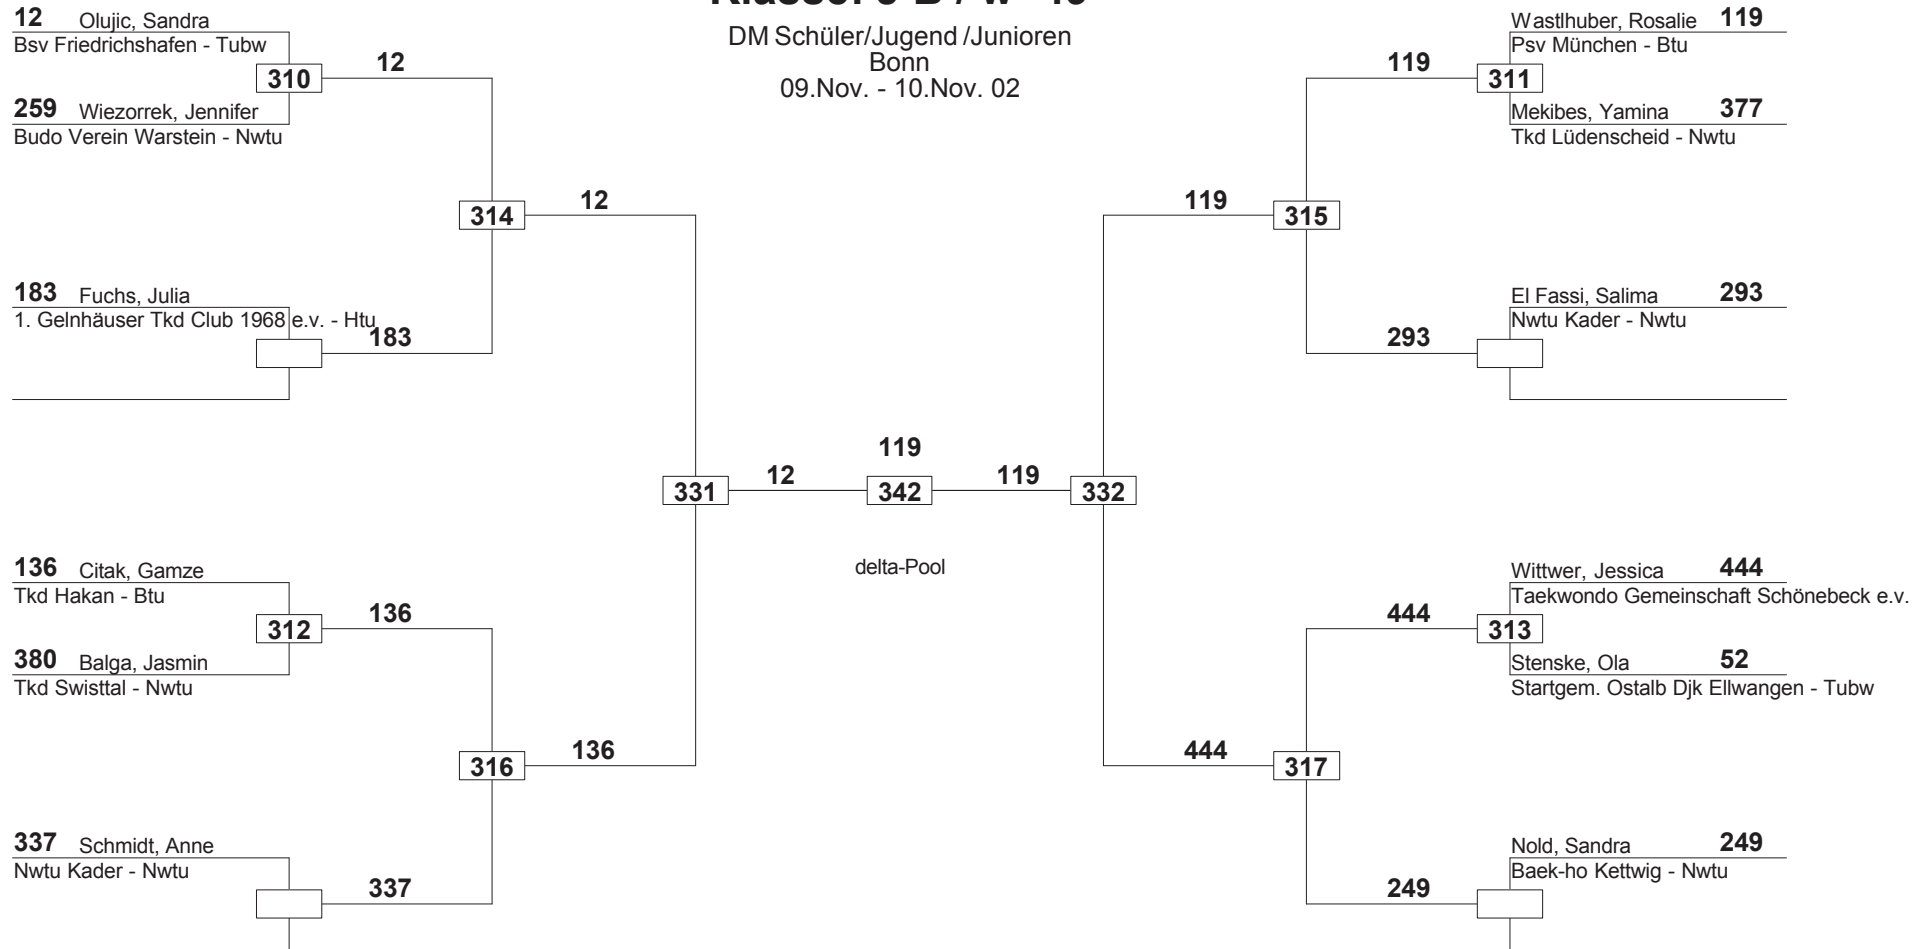 12 Olujic, Sandra
Bsv Friedrichshafen - Tubw
310
12
259 Wiezorrek, Jennifer
Budo Verein Warstein - Nwtu
314
12
183 Fuchs, Julia
1. Gelnhäuser Tkd Club 1968 e.v. - Htu
183
DM Schüler/Jugend /Junioren
Bonn
09.Nov. - 10.Nov. 02
Wastlhuber, Rosalie 119
Psv München - Btu
119
311
Mekibes, Yamina 377
Tkd Lüdenscheid - Nwtu
119
315
El Fassi, Salima 293
Nwtu Kader - Nwtu
293
119
331
12
342
119
332
delta-Pool
136 Citak, Gamze
Tkd Hakan - Btu
312
136
380 Balga, Jasmin
Tkd Swisttal - Nwtu
316
136
337 Schmidt, Anne
Nwtu Kader - Nwtu
337
Wittwer, Jessica 444
Taekwondo Gemeinschaft Schönebeck e.v.
444
313
Stenske, Ola 52
Startgem. Ostalb Djk Ellwangen - Tubw
444
317
Nold, Sandra 249
Baek-ho Kettwig - Nwtu
249